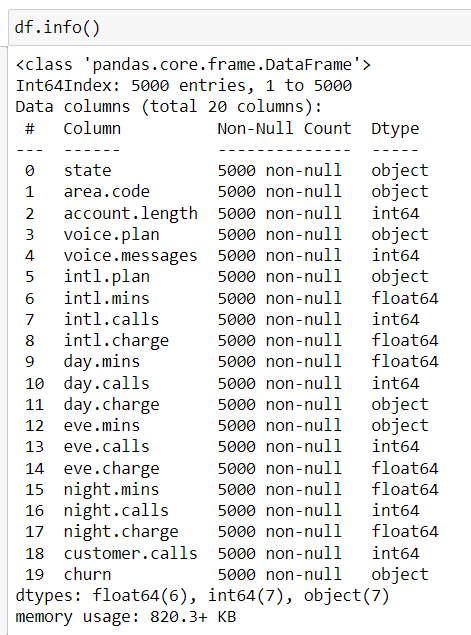 df.info()
<class 'pandas.core.frame.DataFrame'>
Int64Index: 5000 entries, 1 to 5000
Data columns (total 20 columns):
 #   Column          Non-Null Count  Dtype
---  ------          --------------  -----
 0   state           5000 non-null   object
 1   area.code       5000 non-null   object
 2   account.length  5000 non-null   int64
 3   voice.plan      5000 non-null   object
 4   voice.messages  5000 non-null   int64
 5   intl.plan       5000 non-null   object
 6   intl.mins       5000 non-null   float64
 7   intl.calls      5000 non-null   int64
 8   intl.charge     5000 non-null   float64
 9   day.mins        5000 non-null   float64
 10  day.calls       5000 non-null   int64
 11  day.charge      5000 non-null   object
 12  eve.mins        5000 non-null   object
 13  eve.calls       5000 non-null   int64
 14  eve.charge      5000 non-null   float64
 15  night.mins      5000 non-null   float64
 16  night.calls     5000 non-null   int64
 17  night.charge    5000 non-null   float64
 18  customer.calls  5000 non-null   int64
 19  churn           5000 non-null   object
dtypes: float64(6), int64(7), object(7)
memory usage: 820.3+ KB